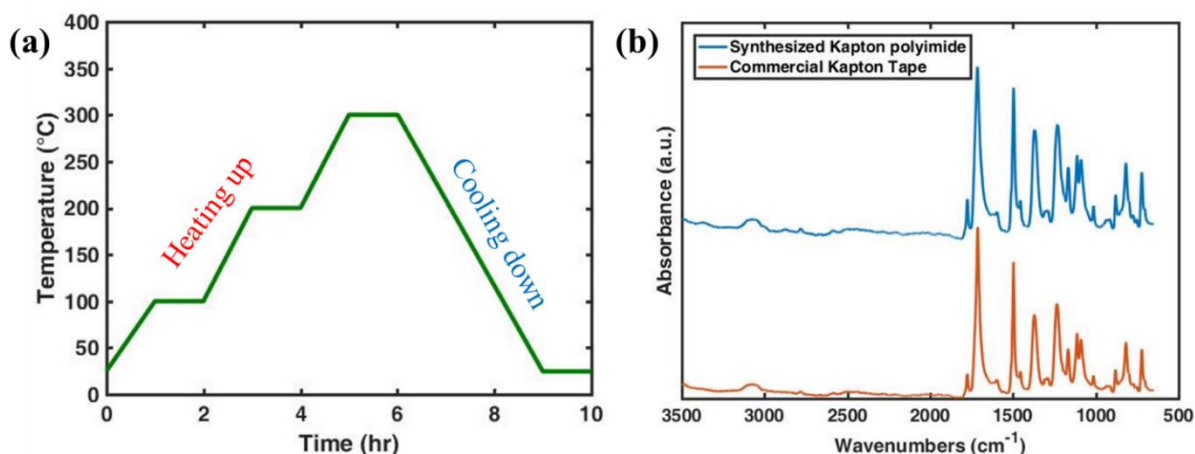 (a)
400
350
300
250
200
150
100
50
0
Temperature (°C)
Heating up
Cooling down
0 2 4 6 8 10
Time (hr)
(b)
Synthesized Kapton polyimide
Commercial Kapton Tape
Absorbance (a.u.)
3500 3000 2500 2000 1500 1000 500
Wavenumbers (cm⁻¹)